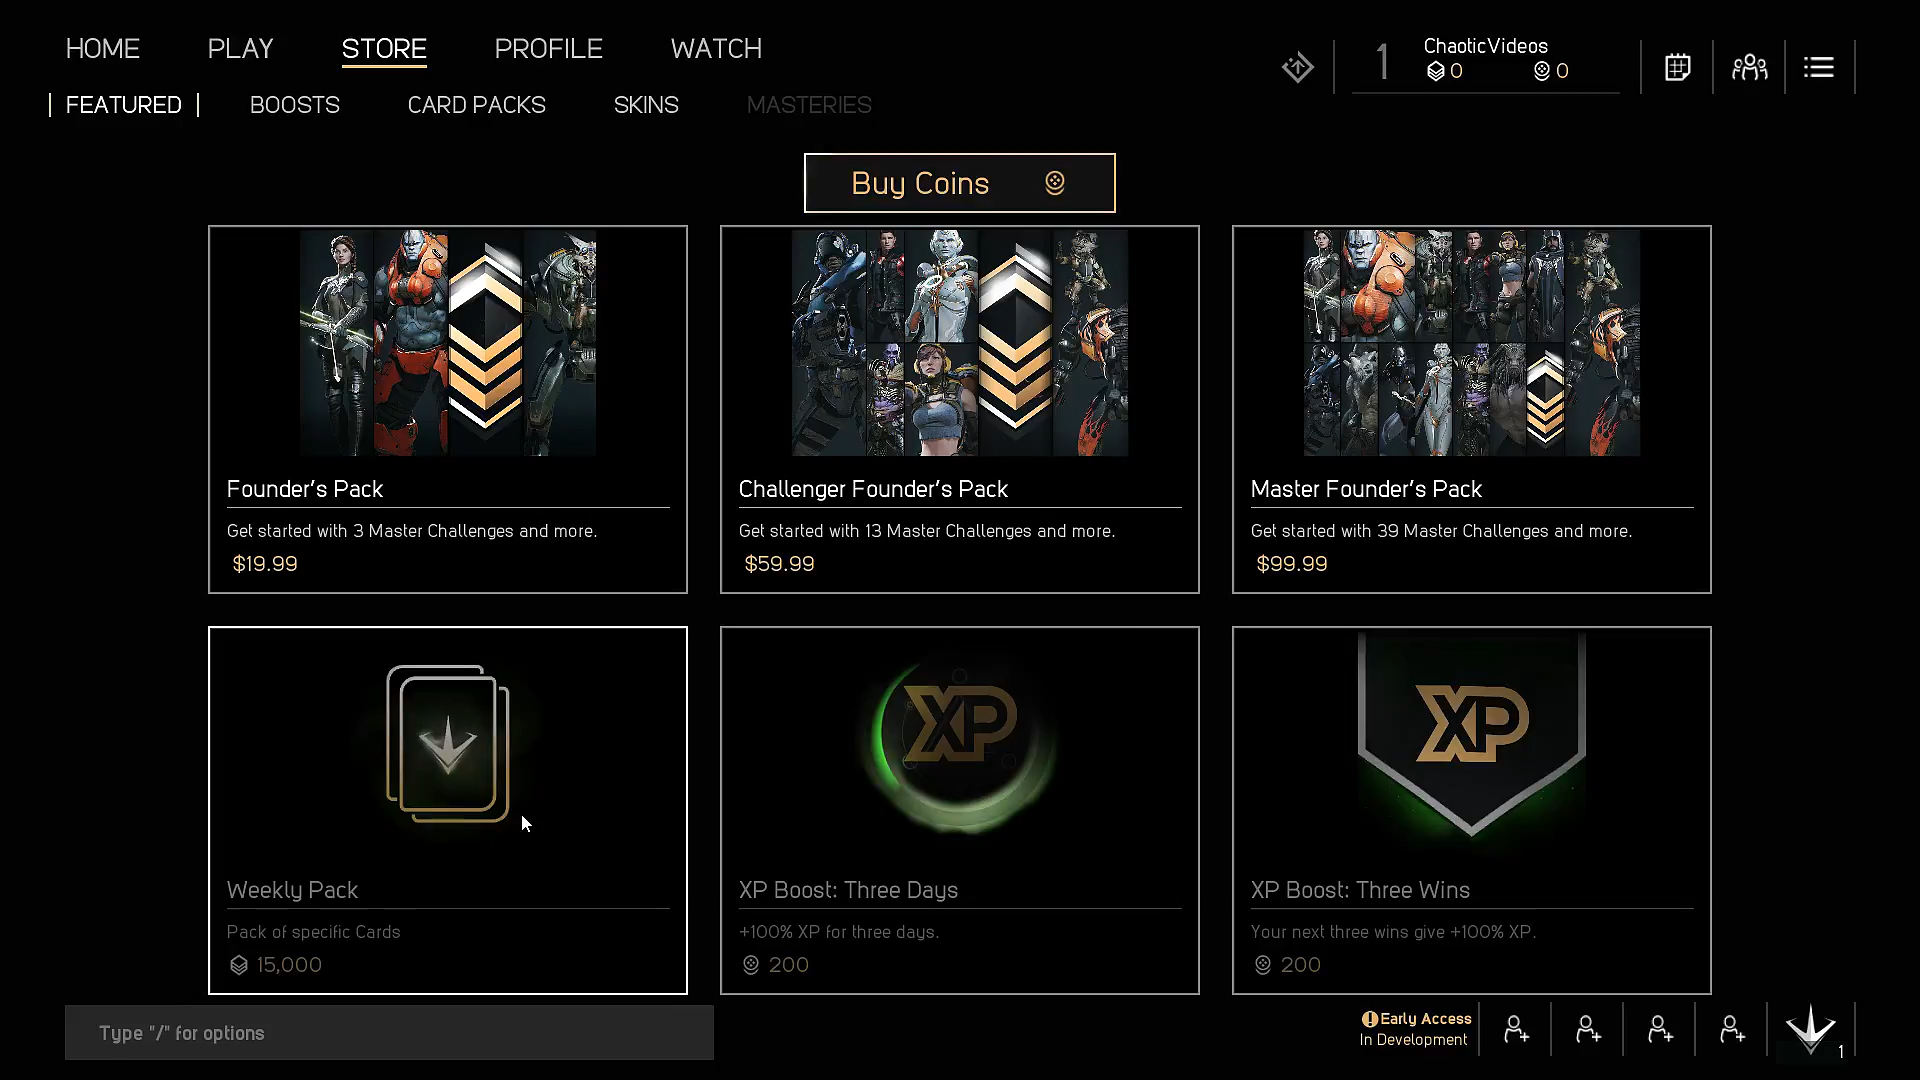 HOME PLAY STORE PROFILE WATCH
1 ChaoticVideos
0 0
FEATURED BOOSTS CARD PACKS SKINS MASTERIES
Buy Coins
Founder's Pack
Get started with 3 Master Challenges and more.
$19.99
Challenger Founder's Pack
Get started with 13 Master Challenges and more.
$59.99
Master Founder's Pack
Get started with 39 Master Challenges and more.
$99.99
Weekly Pack
Pack of specific Cards
15,000
XP
XP Boost: Three Days
+100% XP for three days.
200
XP
XP Boost: Three Wins
Your next three wins give +100% XP.
200
Type "/" for options
Early Access
In Development
1